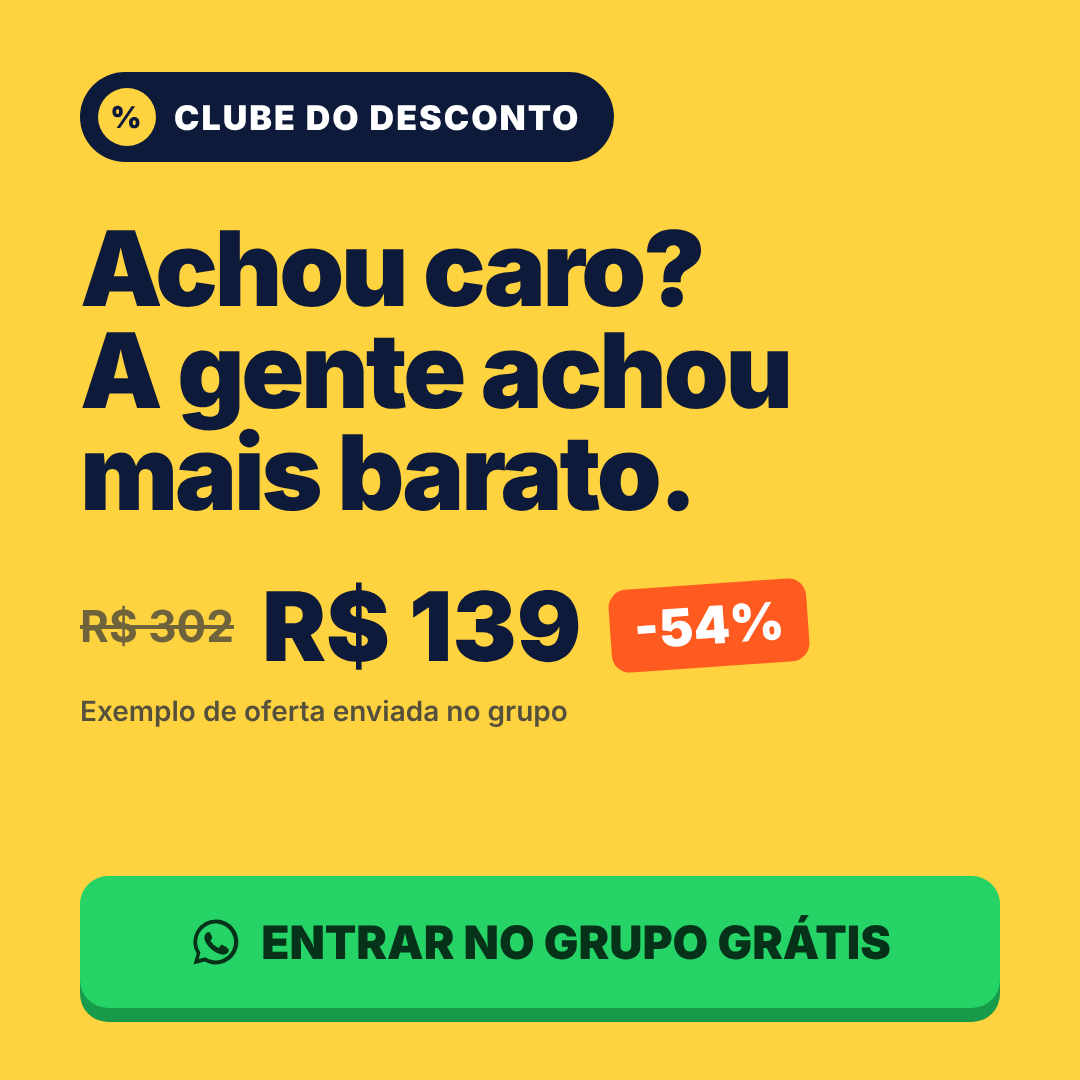 % CLUBE DO DESCONTO
Achou caro?
A gente achou
mais barato.
R$ 302 R$ 139 -54%
Exemplo de oferta enviada no grupo
ENTRAR NO GRUPO GRÁTIS